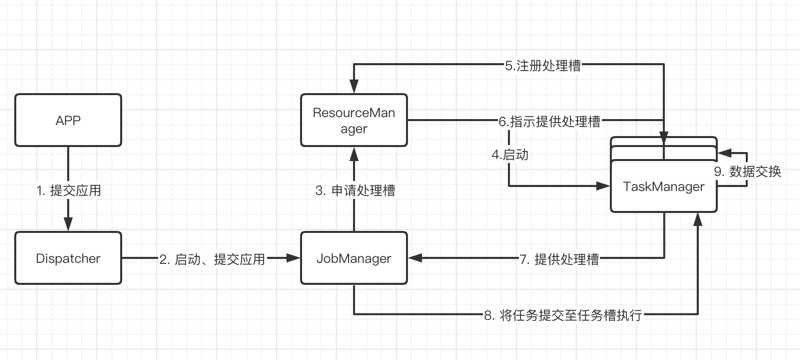 5.注册处理槽
APP
ResourceMan
ager
6.指示提供处理槽
4.启动
9. 数据交换
1. 提交应用
3. 申请处理槽
TaskManager
Dispatcher
2. 启动、提交应用
JobManager
7. 提供处理槽
8. 将任务提交至任务槽执行